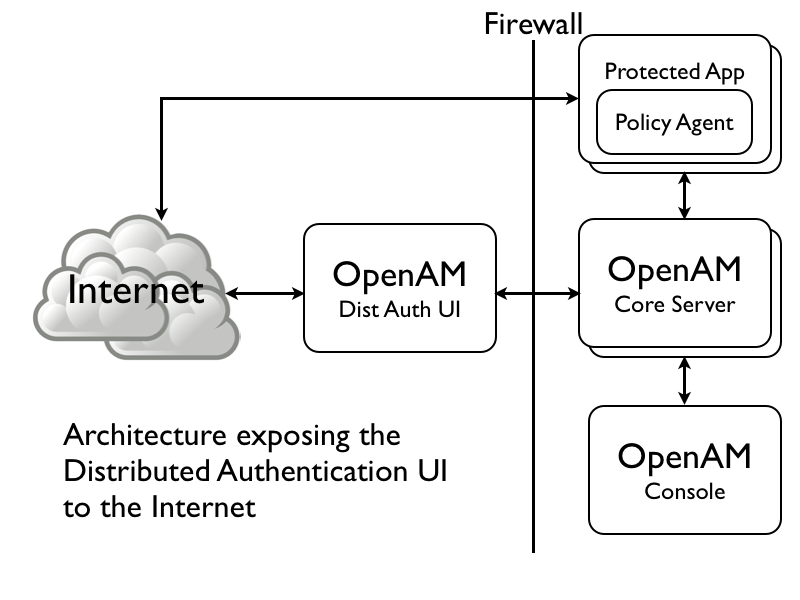 Firewall
Protected App
Policy Agent
Internet
OpenAM
Dist Auth UI
OpenAM
Core Server
OpenAM
Console
Architecture exposing the
Distributed Authentication UI
to the Internet